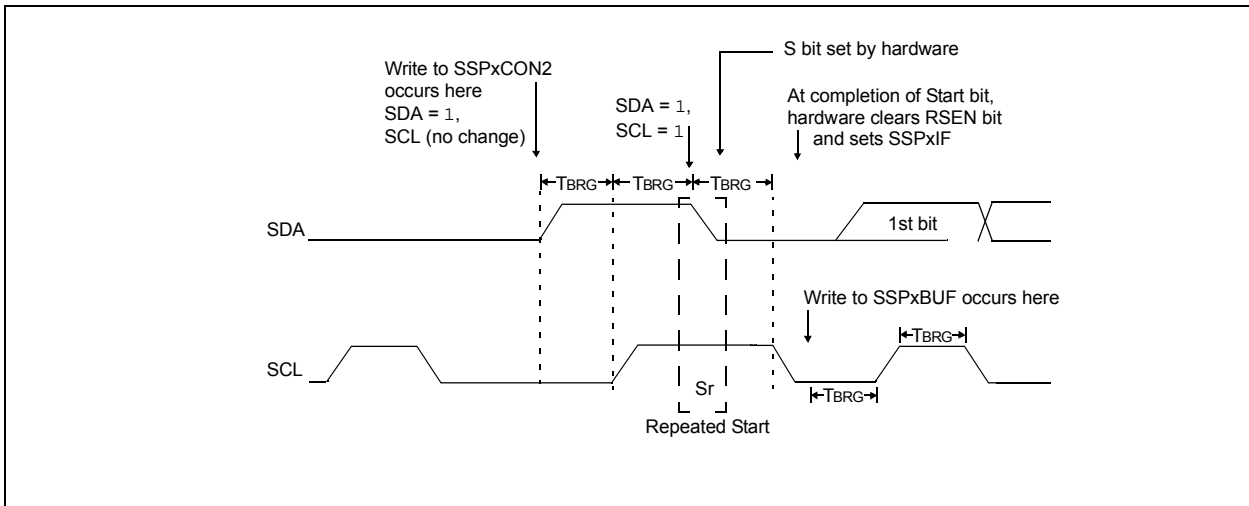 S bit set by hardware
Write to SSPxCON2
occurs here
SDA = 1,
SCL (no change)
SDA = 1,
SCL = 1
At completion of Start bit,
hardware clears RSEN bit
and sets SSPxIF
TBRG TBRG TBRG
SDA
1st bit
Write to SSPxBUF occurs here
TBRG
SCL
Sr
TBRG
Repeated Start